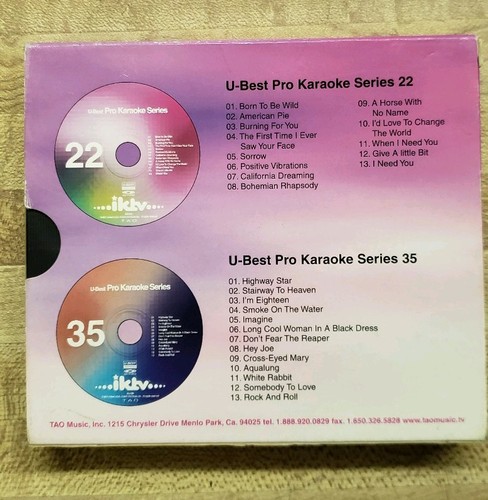 U-Best Pro Karaoke Series 22
01. Born To Be Wild
02. American Pie
03. Burning For You
04. The First Time I Ever
Saw Your Face
05. Sorrow
06. Positive Vibrations
07. California Dreaming
08. Bohemian Rhapsody
09. A Horse With
No Name
10. I'd Love To Change
The World
11. When I Need You
12. Give A little Bit
13. I Need You
U-Best Pro Karaoke Series
22
.....iktv.....
TAO
U-Best Pro Karaoke Series 35
01. Highway Star
02. Stairway To Heaven
03. I'm Eighteen
04. Smoke On The Water
05. Imagine
06. Long Cool Woman In A Black Dress
07. Don't Fear The Reaper
08. Hey Joe
09. Cross-Eyed Mary
10. Aqualung
11. White Rabbit
12. Somebody To Love
13. Rock And Roll
U-Best Pro Karaoke Series
35
.....iktv.....
TAO
TAO Music, Inc. 1215 Chrysler Drive Menlo Park, Ca. 94025 tel. 1.888.920.0829 fax. 1.650.326.5828 www.taomusic.tv